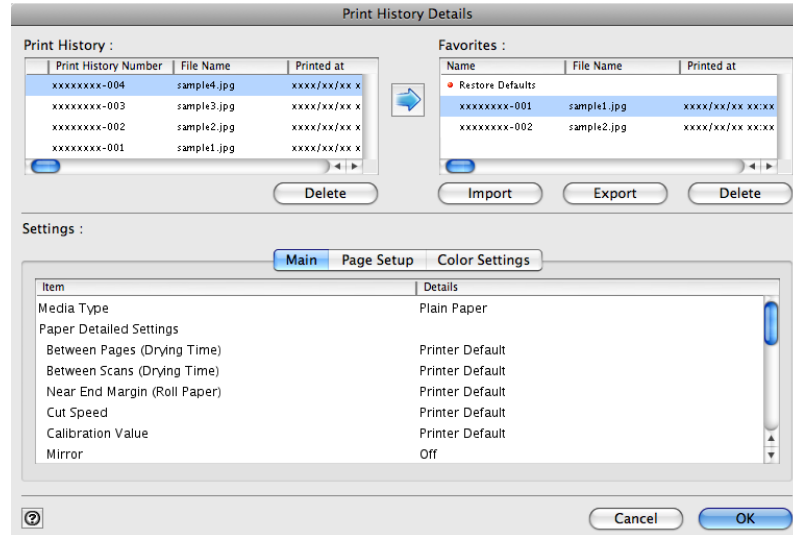 Print History Details
Print History :
Print History Number File Name Printed at
xxxxxxxx-004 sample4.jpg xxxx/xx/xx x
xxxxxxxx-003 sample3.jpg xxxx/xx/xx x
xxxxxxxx-002 sample2.jpg xxxx/xx/xx x
xxxxxxxx-001 sample1.jpg xxxx/xx/xx x
Delete
Favorites :
Name File Name Printed at
Restore Defaults
xxxxxxxx-001 sample1.jpg xxxx/xx/xx xx:xx
xxxxxxxx-002 sample2.jpg xxxx/xx/xx xx:xx
Import Export Delete
Settings :
Main Page Setup Color Settings
Item Details
Media Type Plain Paper
Paper Detailed Settings
Between Pages (Drying Time) Printer Default
Between Scans (Drying Time) Printer Default
Near End Margin (Roll Paper) Printer Default
Cut Speed Printer Default
Calibration Value Printer Default
Mirror Off
? Cancel OK